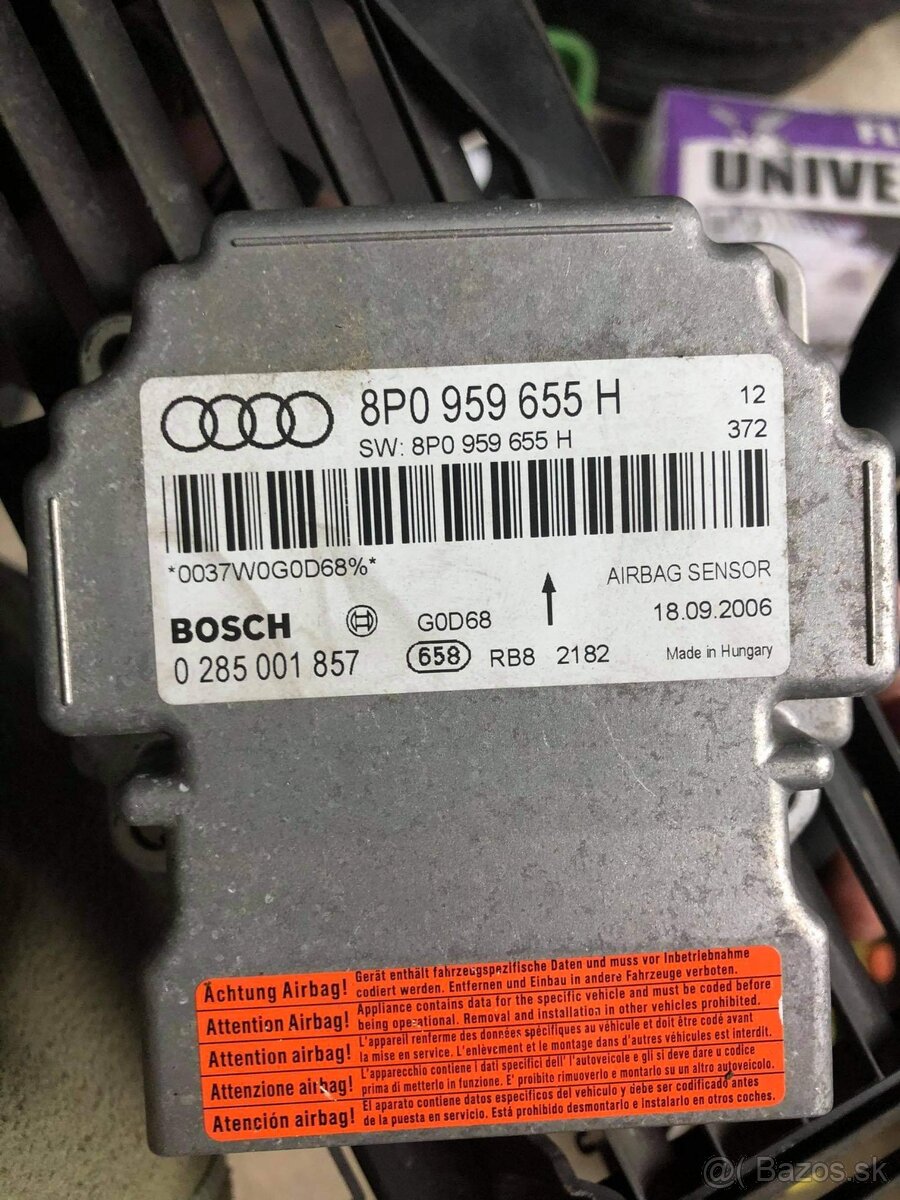 UNIVE
8P0 959 655 H
12
SW: 8P0 959 655 H
372
*0037W0G0D68%*
AIRBAG SENSOR
BOSCH
G0D68
18.09.2006
0 285 001 857
658
RB8 2182
Made in Hungary
Achtung Airbag!
Gerät enthält fahrzeugspezifische Daten und muss vor Inbetriebnahme
codiert werden. Entfernen und Einbau in andere Fahrzeuge verboten.
Attention Airbag!
Appliance contains data for the specific vehicle and must be coded before
being operational. Removal and installation in other vehicles prohibited.
Attention airbag!
L'appareil renferme des données spécifiques au véhicule et doit être codé avant
la mise en service. L'enlèvement et le montage dans d'autres véhicules est interdit.
Attenzione airbag!
L'apparecchio contiene i dati specifici dell' l'autoveicolo e gli si deve dare u codice
prima di metterlo in funzione. E' proibito rimuoverlo e montarlo su un altro autoveicolo.
Atención airbag!
El aparato contiene datos específicos del vehículo y debe ser codificado antes
de la puesta en servicio. Está prohibido desmontarlo e instalarlo en otros coches.
@( Bazos.sk